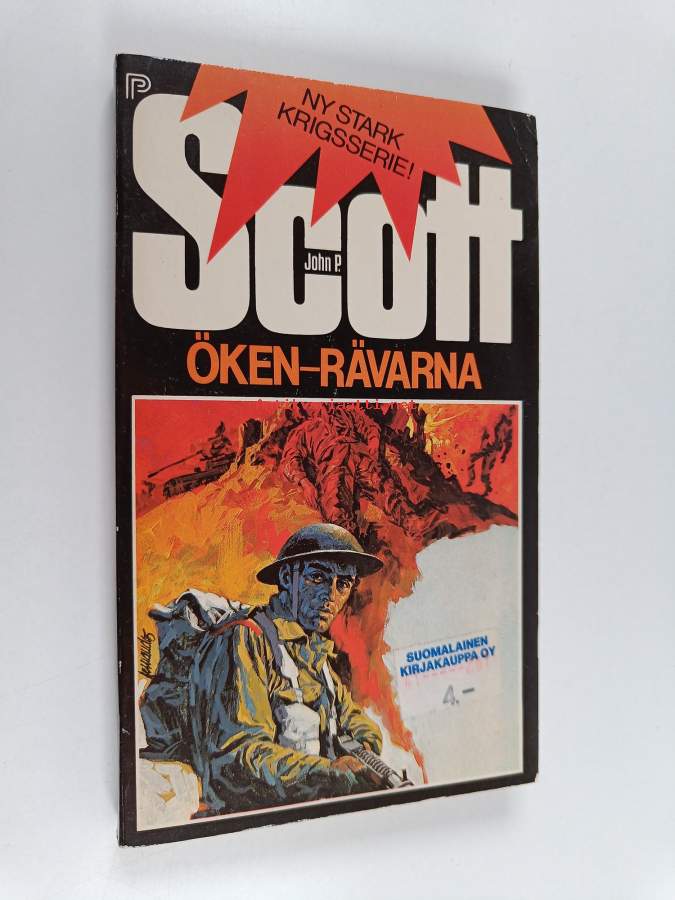 P
NY STARK
KRIGSSERIE!
Scott
John P.
ÖKEN-RÄVARNA
SUOMALAINEN
KIRJAKAUPPA OY
4.-